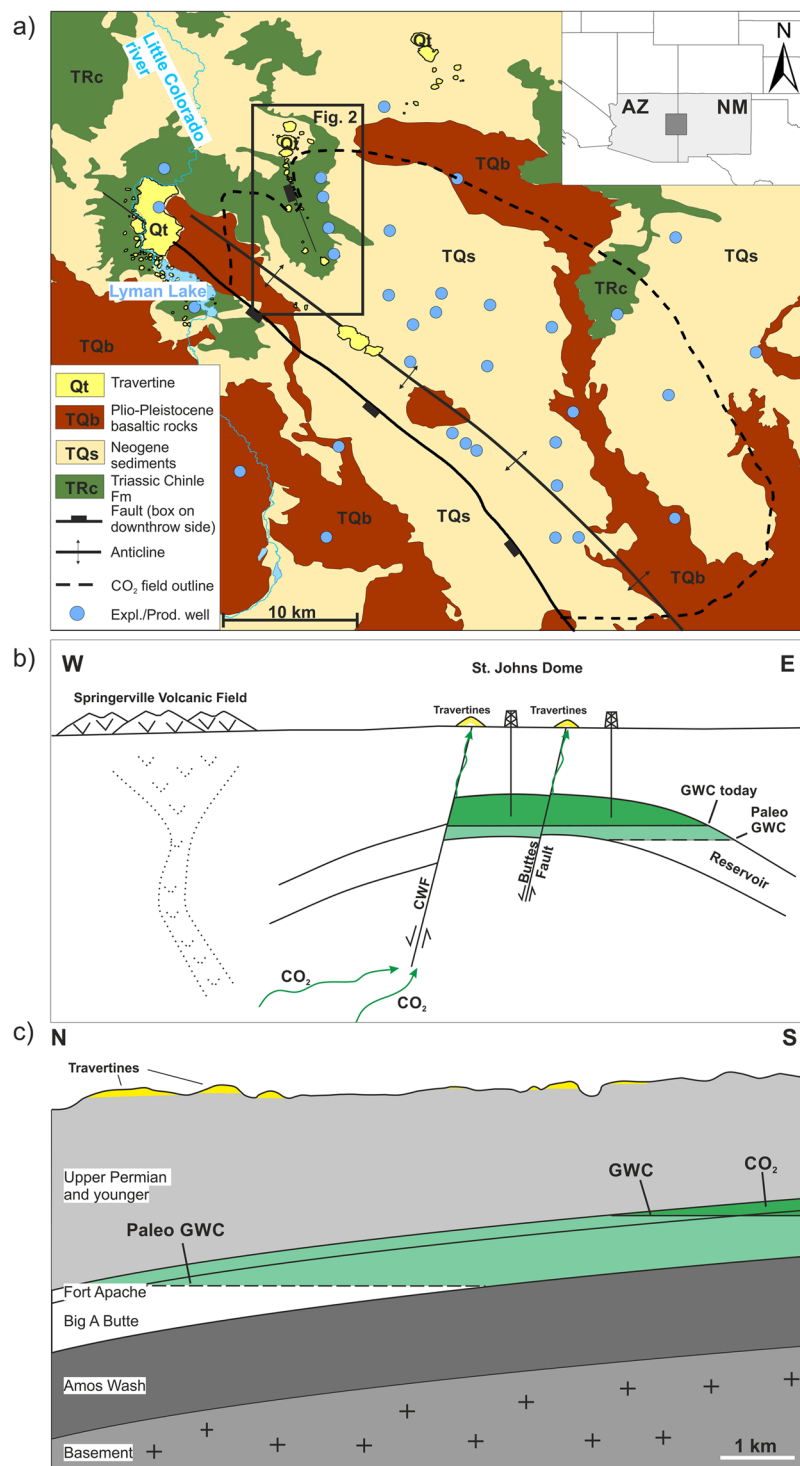 a)
Qt
N
Little Colorado
river
TRc
AZ
NM
Fig. 2
Qt
TQb
Qt
TQs
TQs
Lyman Lake
TRc
TQb
Qt
Travertine
TQb
Plio-Pleistocene
basaltic rocks
TQs
Neogene
sediments
TRc
Triassic Chinle
Fm
Fault (box on
downthrow side)
Anticline
CO₂ field outline
Expl./Prod. well
TQb
TQs
TQb
10 km
b)
W
St. Johns Dome
E
Springerville Volcanic Field
Travertines
Travertines
GWC today
Paleo
GWC
Reservoir
Buttes
Fault
CWF
CO₂
CO₂
c)
N
S
Travertines
Upper Permian
and younger
GWC
CO₂
Paleo GWC
Fort Apache
Big A Butte
Amos Wash
Basement
1 km